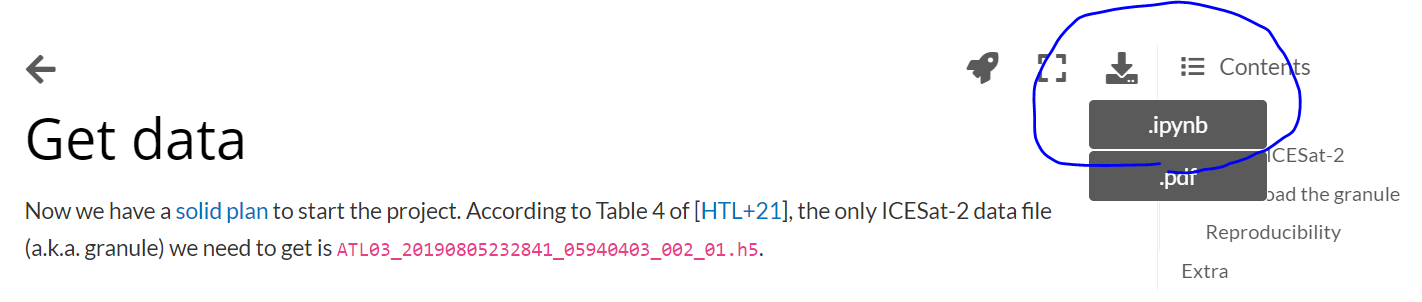 Contents
.ipynb
.pdf
Get data
Now we have a solid plan to start the project. According to Table 4 of [HTL+21], the only ICESat-2 data file
(a.k.a. granule) we need to get is ATL03_20190805232841_05940403_002_01.h5.
ICESat-2
oad the granule
Reproducibility
Extra